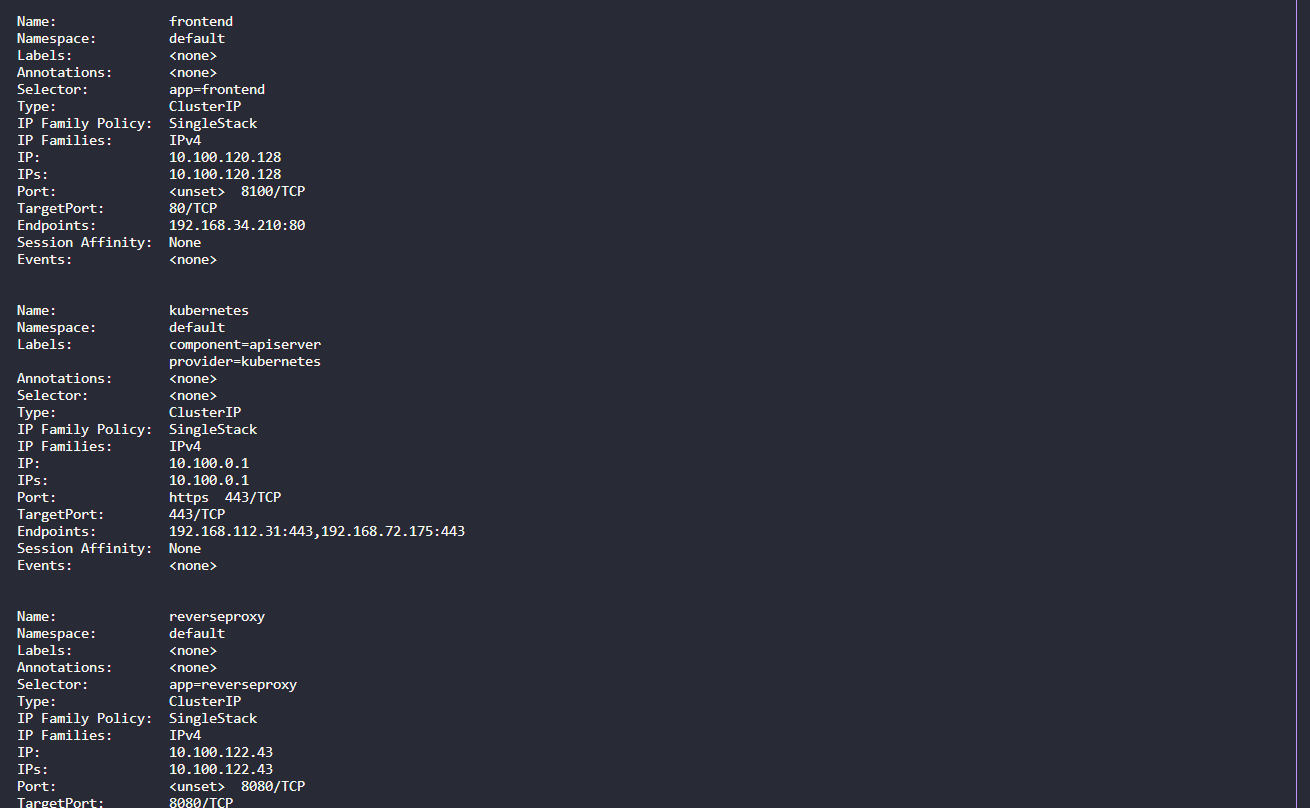 Name:              frontend
Namespace:         default
Labels:            <none>
Annotations:       <none>
Selector:          app=frontend
Type:              ClusterIP
IP Family Policy:  SingleStack
IP Families:       IPv4
IP:                10.100.120.128
IPs:               10.100.120.128
Port:              <unset>  8100/TCP
TargetPort:        80/TCP
Endpoints:         192.168.34.210:80
Session Affinity:  None
Events:            <none>
Name:              kubernetes
Namespace:         default
Labels:            component=apiserver
                   provider=kubernetes
Annotations:       <none>
Selector:          <none>
Type:              ClusterIP
IP Family Policy:  SingleStack
IP Families:       IPv4
IP:                10.100.0.1
IPs:               10.100.0.1
Port:              https  443/TCP
TargetPort:        443/TCP
Endpoints:         192.168.112.31:443,192.168.72.175:443
Session Affinity:  None
Events:            <none>
Name:              reverseproxy
Namespace:         default
Labels:            <none>
Annotations:       <none>
Selector:          app=reverseproxy
Type:              ClusterIP
IP Family Policy:  SingleStack
IP Families:       IPv4
IP:                10.100.122.43
IPs:               10.100.122.43
Port:              <unset>  8080/TCP
TargetPort:        8080/TCP